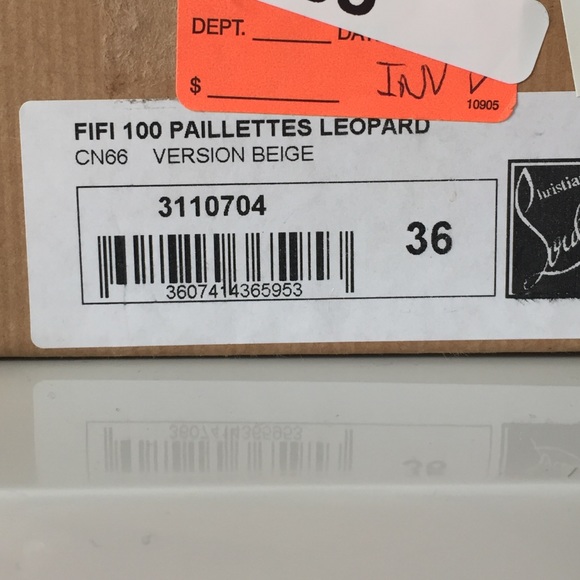 DEPT.
$
INV
10905
FIFI 100 PAILLETTES LEOPARD
CN66 VERSION BEIGE
3110704
36
3607414365953